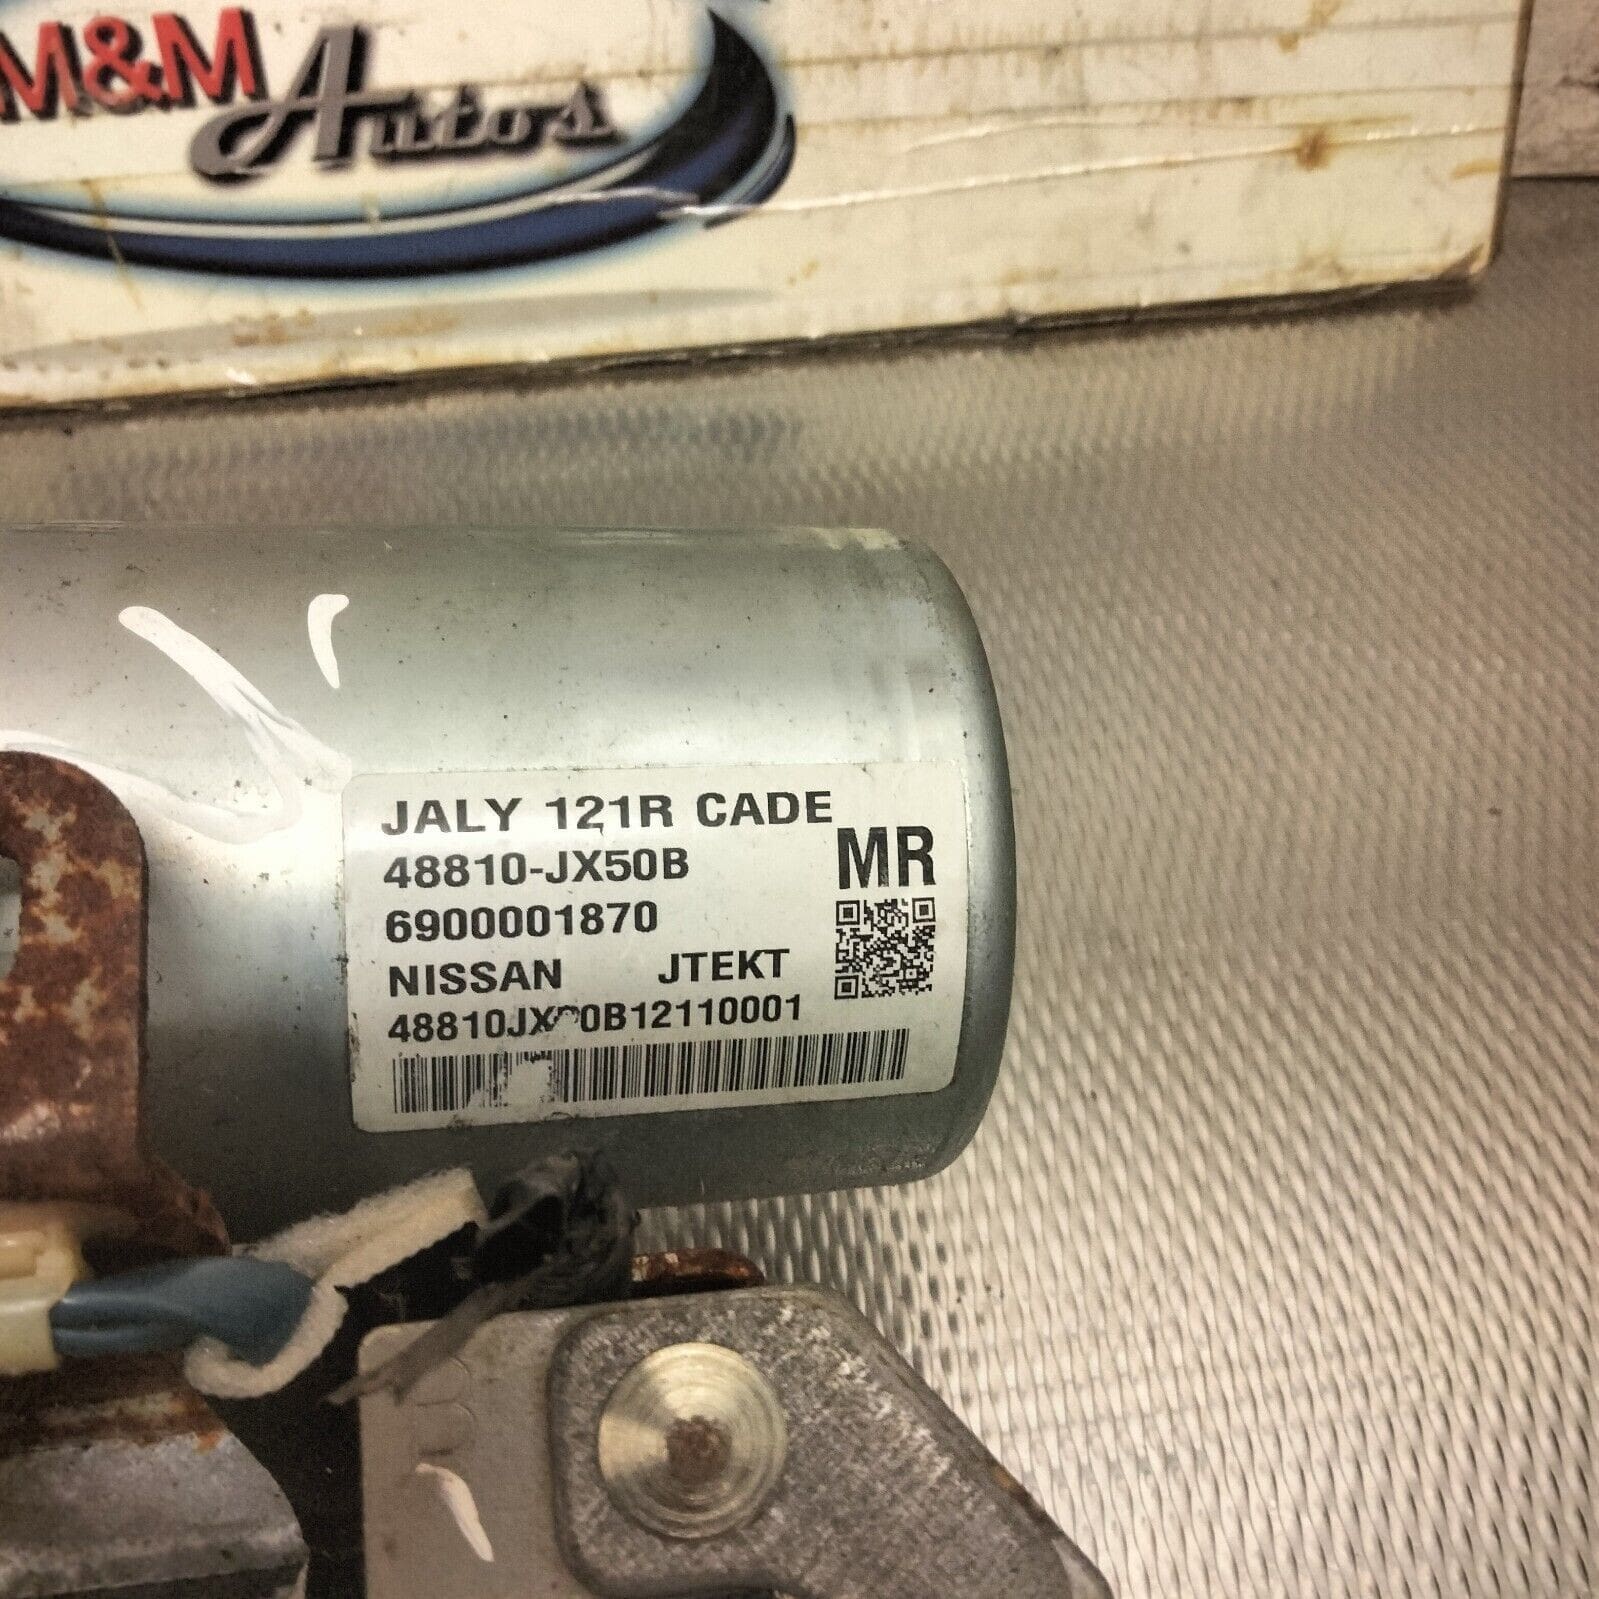 M&M Autos
JALY 121R CADE
48810-JX50B
MR
6900001870
NISSAN JTEKT